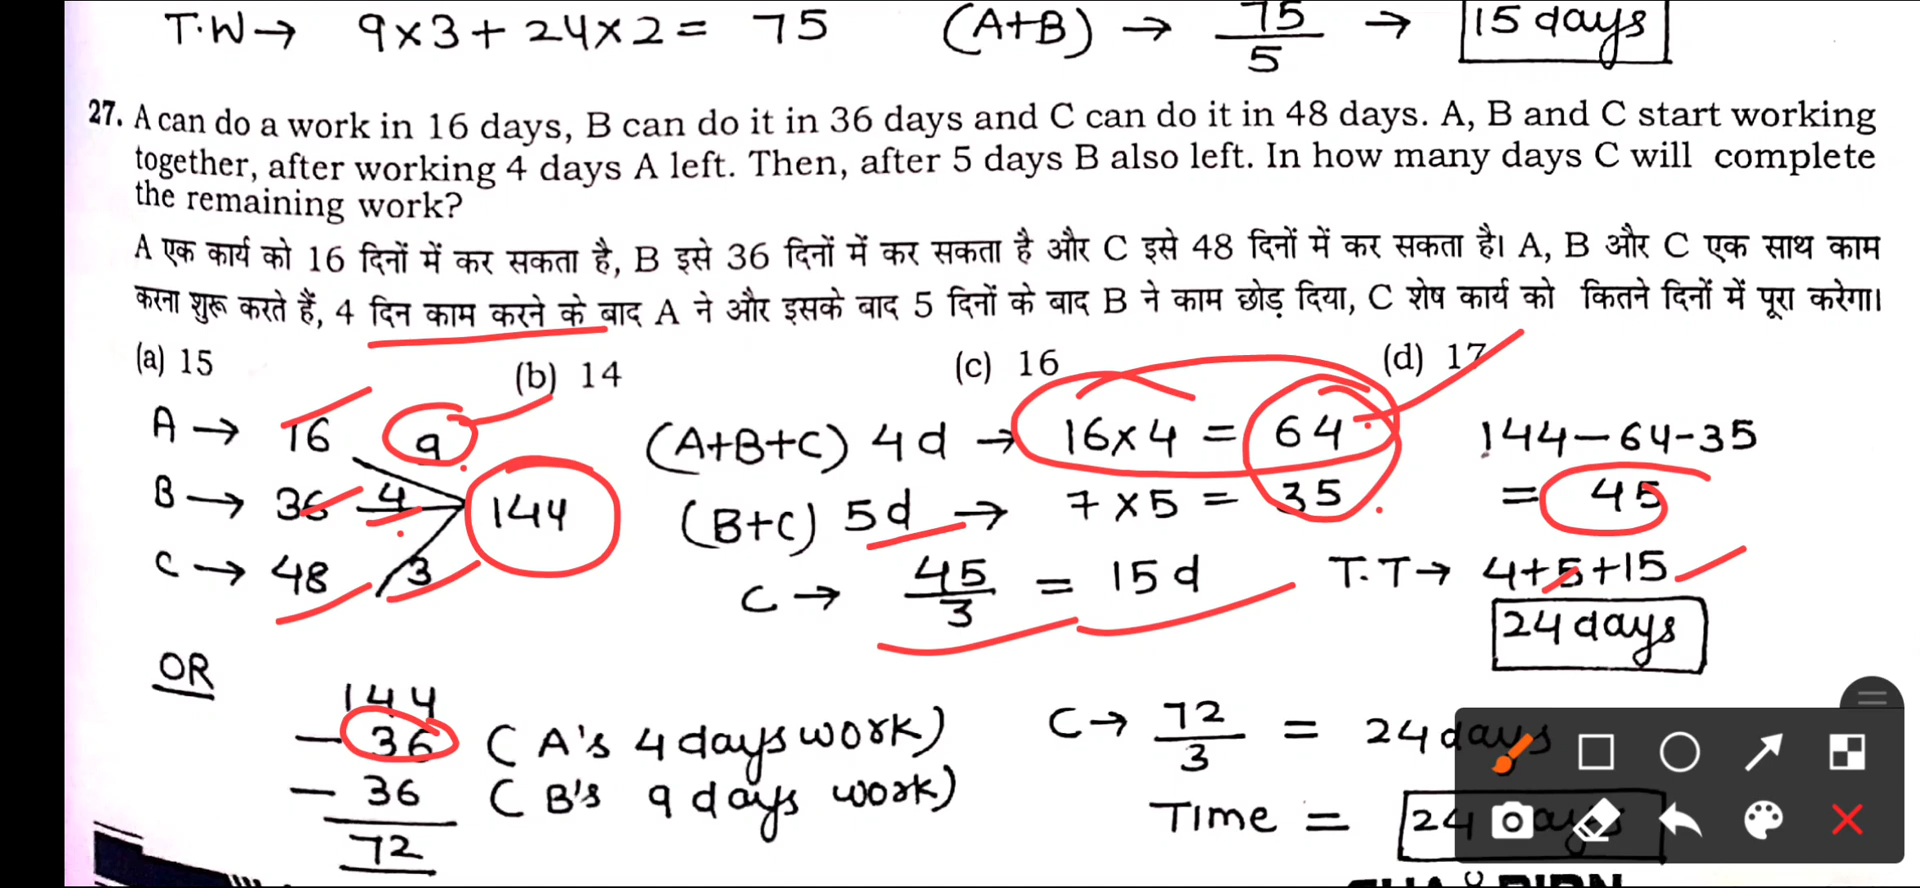 T.W→ 9×3+24×2= 75 (A+B) → 75/5 → 15 days
27. A can do a work in 16 days, B can do it in 36 days and C can do it in 48 days. A, B and C start working
together, after working 4 days A left. Then, after 5 days B also left. In how many days C will complete
the remaining work?
A एक कार्य को 16 दिनों में कर सकता है, B इसे 36 दिनों में कर सकता है और C इसे 48 दिनों में कर सकता है। A, B और C एक साथ काम
करना शुरू करते हैं, 4 दिन काम करने के बाद A ने और इसके बाद 5 दिनों के बाद B ने काम छोड़ दिया, C शेष कार्य को कितने दिनों में पूरा करेगा।
(a) 15 (b) 14 (c) 16 (d) 17
A → 16 9 (A+B+C) 4d → 16×4 = 64 144-64-35
B → 36 4 144 (B+C) 5d → 7×5 = 35 = 45
C → 48 3 C → 45/3 = 15d T.T→ 4+5+15
24 days
OR
144
- 36 (A's 4 days work) C→ 72/3 = 24 days
- 36 (B's 9 days work) Time = 24
72